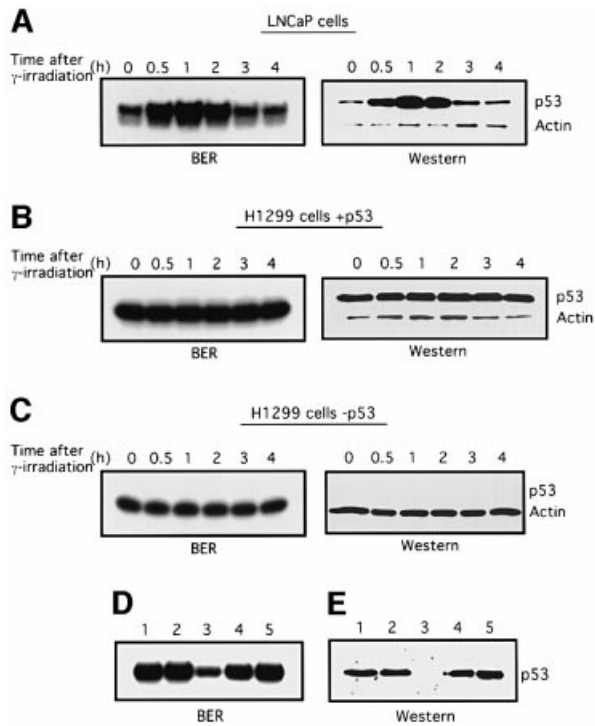 A
LNCaP cells
Time after γ-irradiation (h) 0 0.5 1 2 3 4
0 0.5 1 2 3 4
p53
Actin
BER Western
B
H1299 cells +p53
Time after γ-irradiation (h) 0 0.5 1 2 3 4
0 0.5 1 2 3 4
p53
Actin
BER Western
C
H1299 cells -p53
Time after γ-irradiation (h) 0 0.5 1 2 3 4
0 0.5 1 2 3 4
p53
Actin
BER Western
D E
1 2 3 4 5 1 2 3 4 5
p53
BER Western